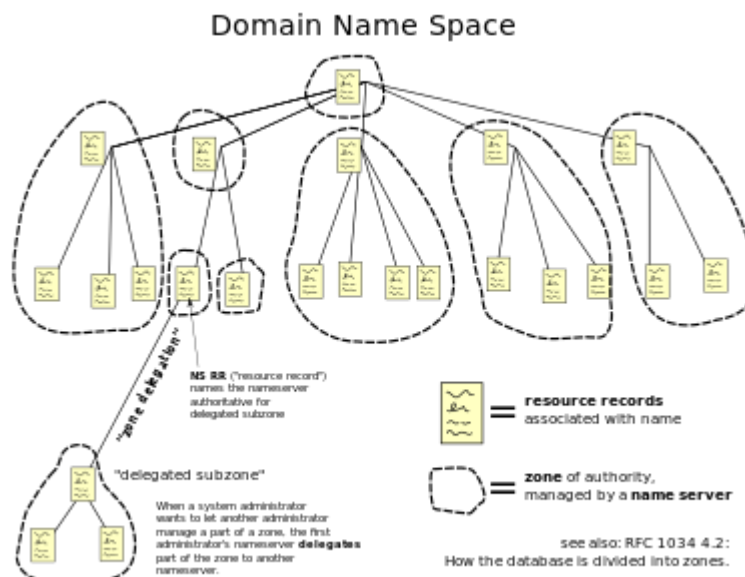 Domain Name Space
"zone delegation"
NS RR ("resource record")
names the nameserver
authoritative for
delegated subzone
resource records
associated with name
"delegated subzone"
zone of authority,
managed by a name server
When a system administrator
wants to let another administrator
manage a part of a zone, the first
administrator's nameserver delegates
part of the zone to another
nameserver.
see also: RFC 1034 4.2:
How the database is divided into zones.